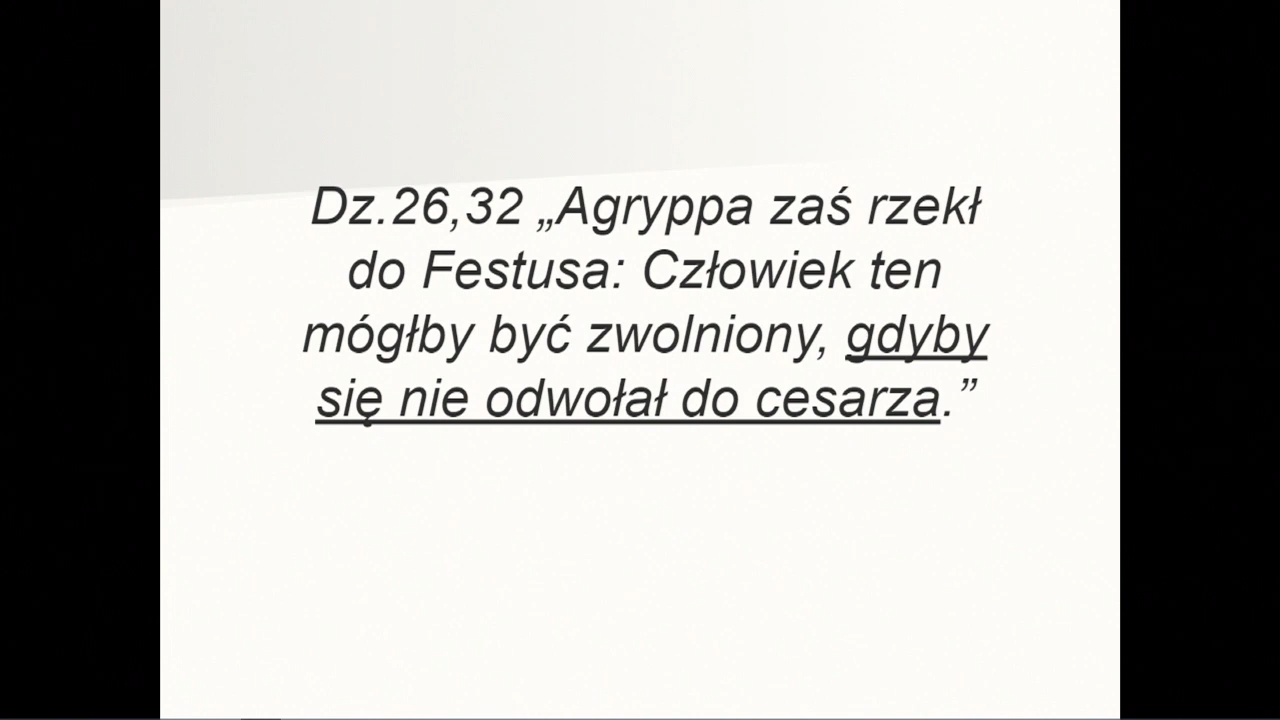 Dz.26,32 „Agryppa zaś rzekł
do Festusa: Człowiek ten
mógłby być zwolniony, gdyby
się nie odwołał do cesarza.”